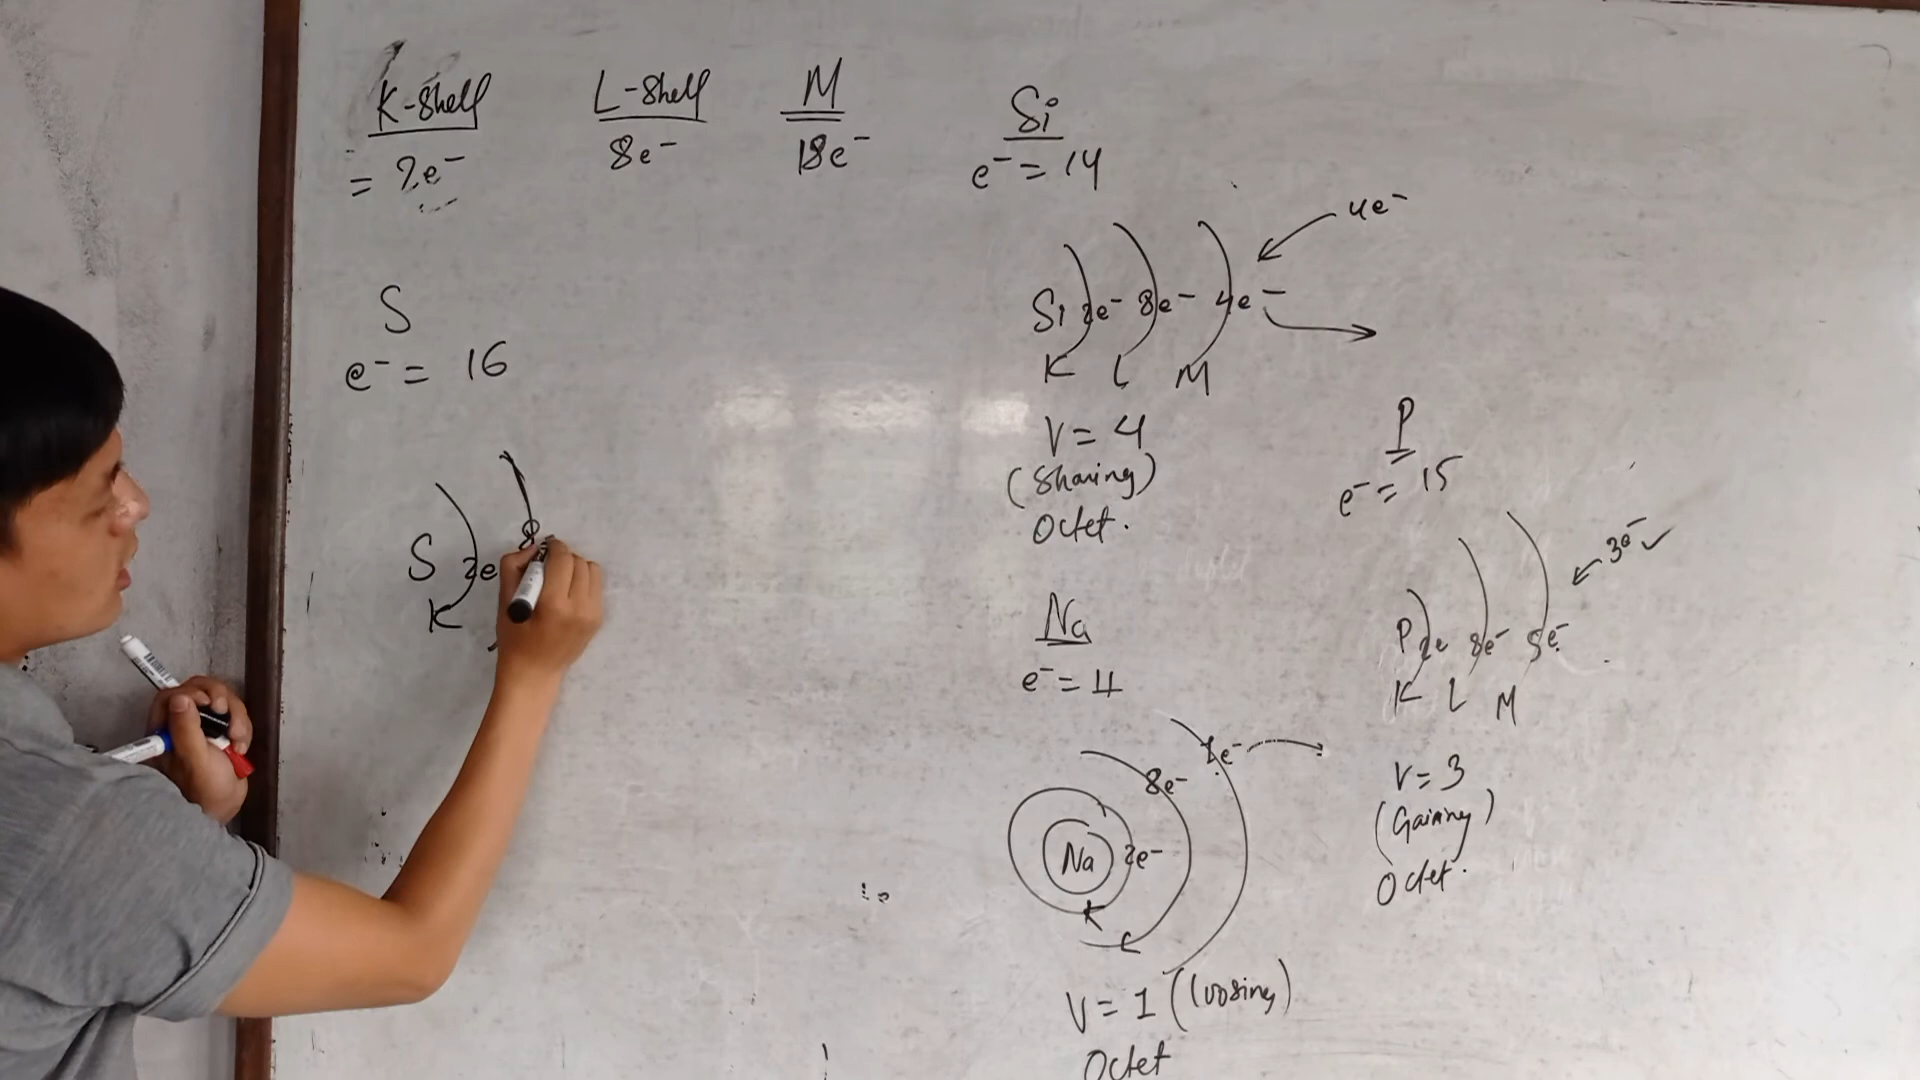 K-shell L-shell M
= 2e⁻ 8e⁻ 18e⁻
S
e⁻ = 16
S 2e 8
K
Si
e⁻ = 14
4e⁻
Si 2e⁻ 8e⁻ 4e⁻
K L M
V = 4
(Sharing)
Octet.
P
e⁻ = 15
3e⁻ ✓
P 2e 8e⁻ 5e⁻
K L M
V = 3
(Gaining)
Octet.
Na
e⁻ = 11
1e⁻
8e⁻
Na 2e⁻
K
L
V = 1 (loosing)
Octet